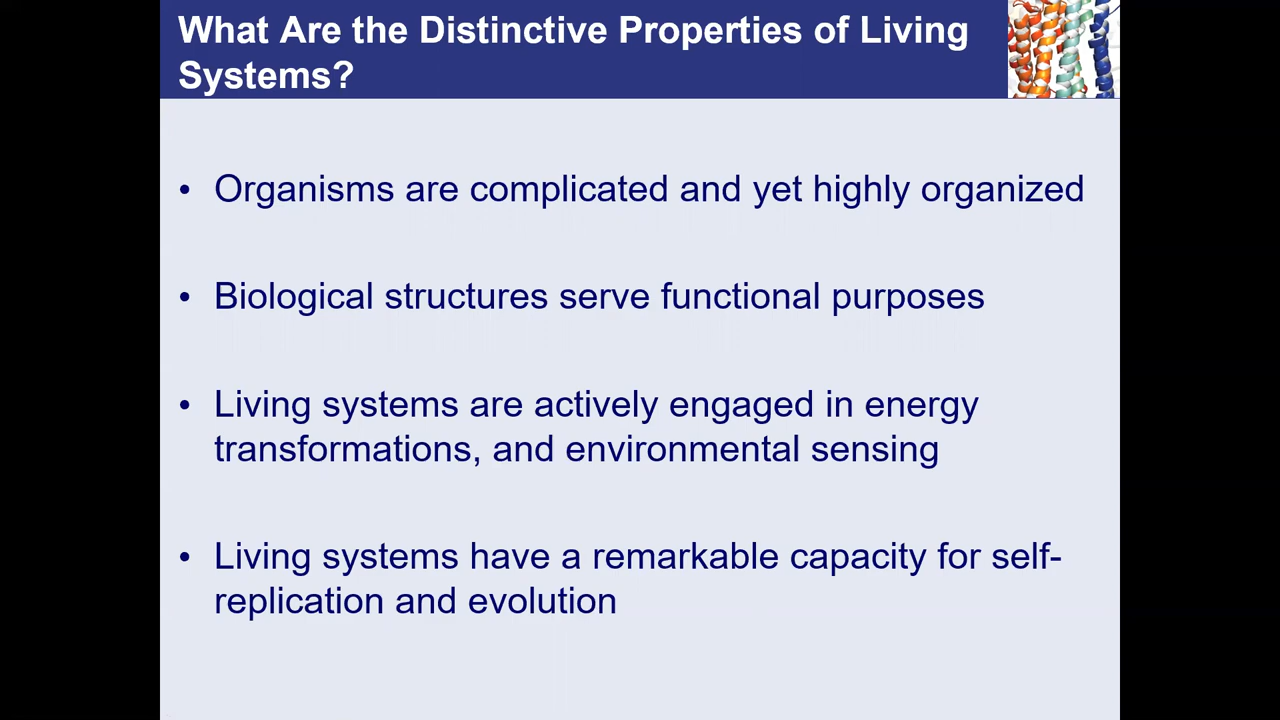 What Are the Distinctive Properties of Living
Systems?
• Organisms are complicated and yet highly organized
• Biological structures serve functional purposes
• Living systems are actively engaged in energy
transformations, and environmental sensing
• Living systems have a remarkable capacity for self-
replication and evolution